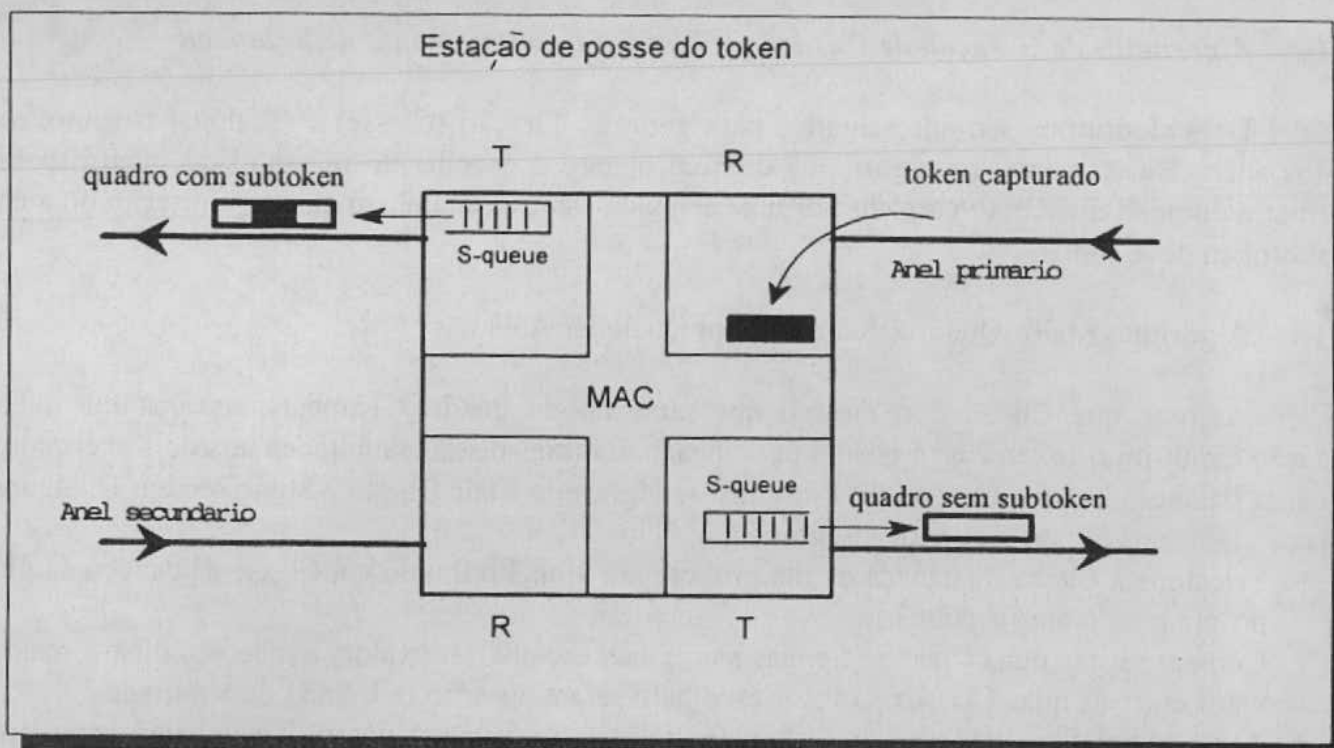 Estação de posse do token
T
R
quadro com subtoken
token capturado
S-queue
Anel primario
MAC
S-queue
quadro sem subtoken
Anel secundário
R
T